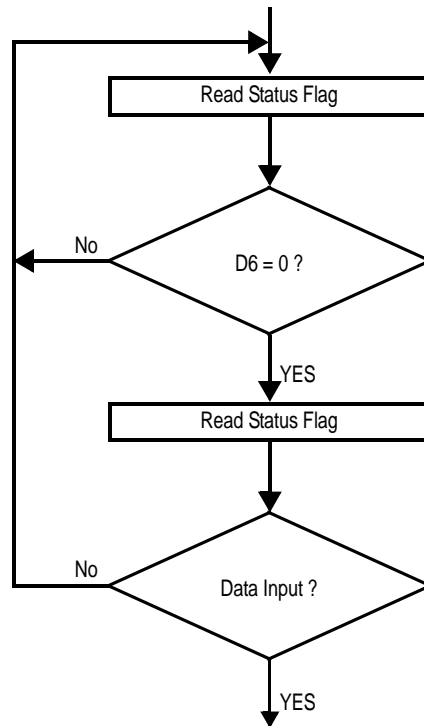 Read Status Flag
No
D6 = 0 ?
YES
Read Status Flag
No
Data Input ?
YES